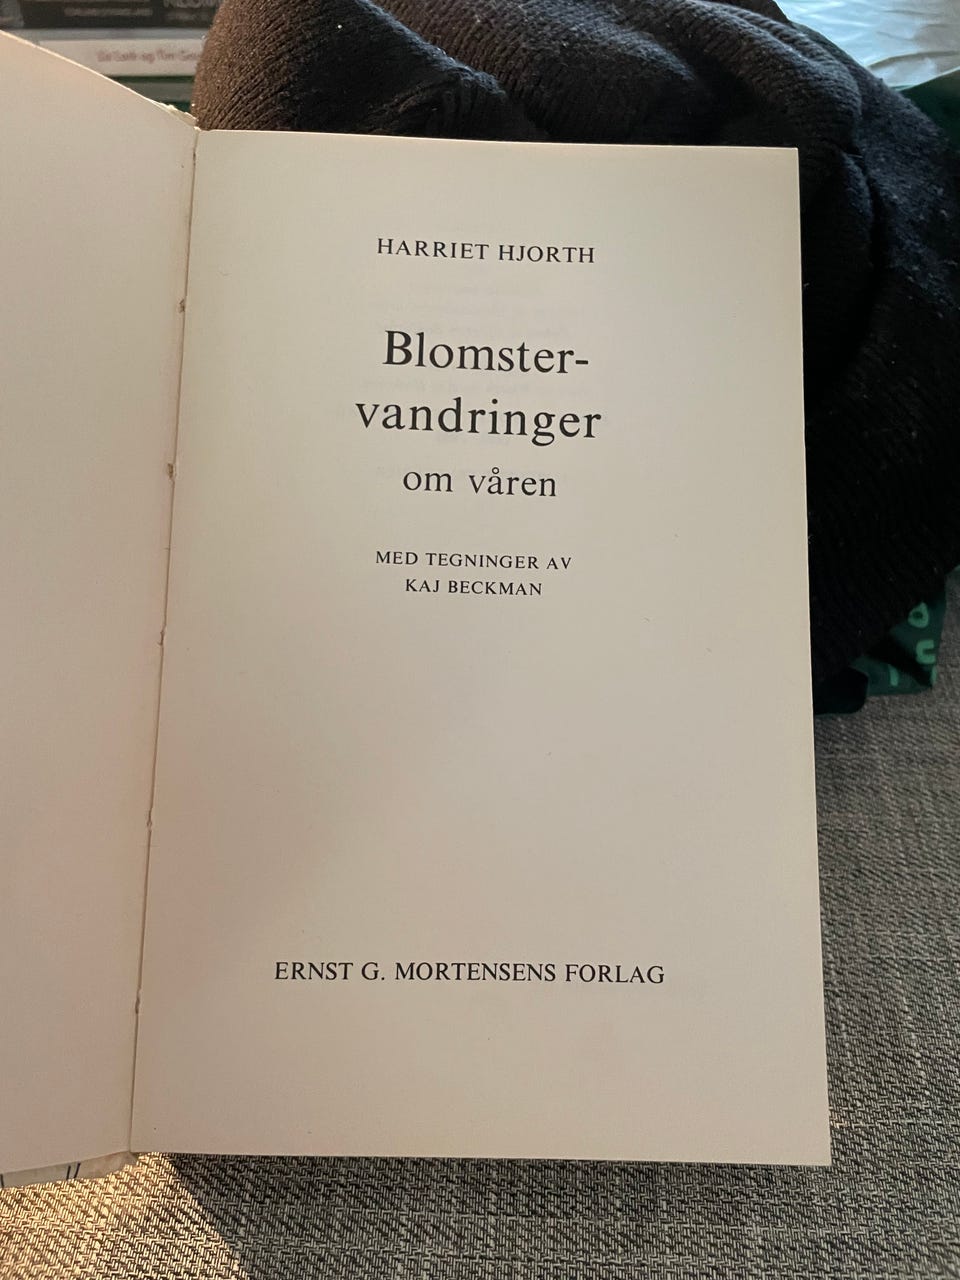 HARRIET HJORTH
Blomster-
vandringer
om våren
MED TEGNINGER AV
KAJ BECKMAN
ERNST G. MORTENSENS FORLAG